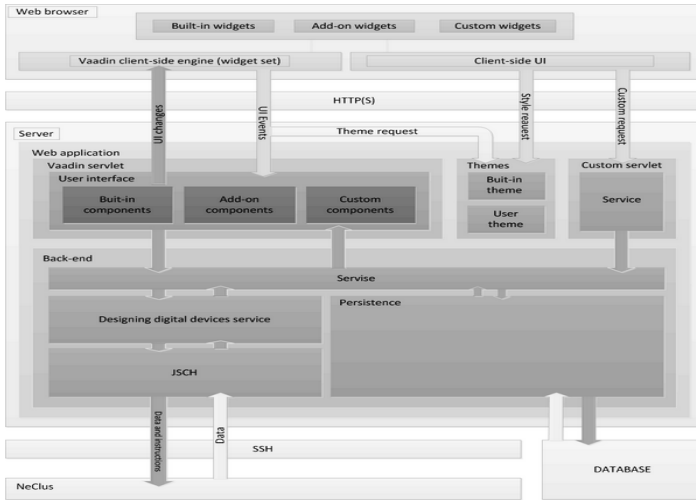 Web browser
Built-in widgets
Add-on widgets
Custom widgets
Vaadin client-side engine (widget set)
Client-side UI
HTTP(S)
UI changes
UI Events
Style reauest
Custom request
Server
Theme request
Web application
Vaadin servlet
Themes
Custom servlet
User interface
Buit-in
components
Add-on
components
Custom
components
Buit-in
theme
User
theme
Service
Back-end
Servise
Designing digital devices service
Persistence
JSCH
Data and instructions
Data
SSH
DATABASE
NeClus